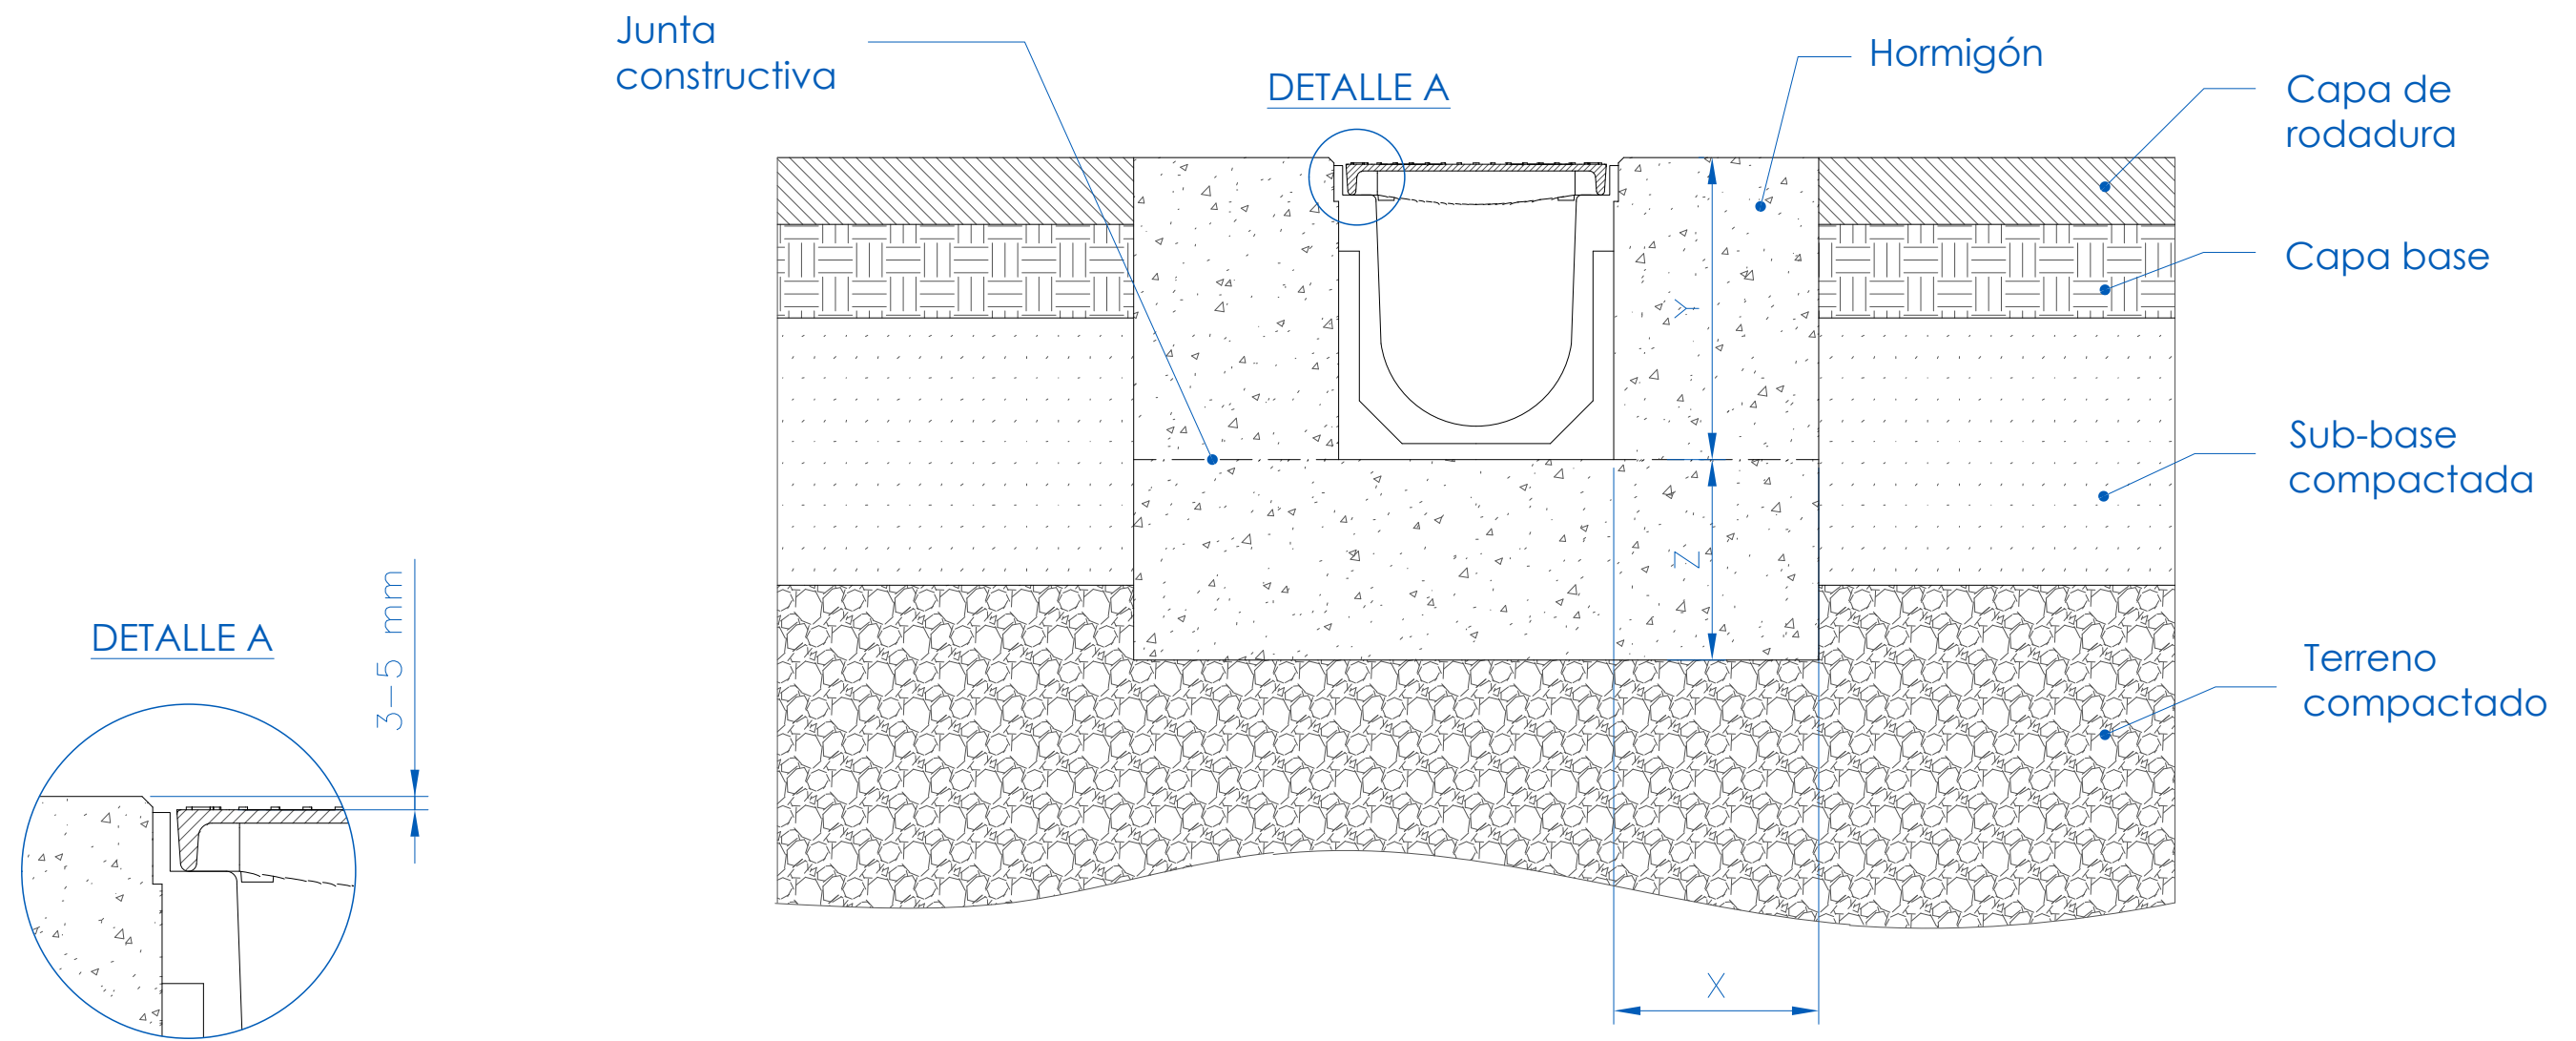 Junta
constructiva
DETALLE A
Hormigón
Capa de
rodadura
Capa base
Y
Sub-base
compactada
Z
Terreno
compactado
X
DETALLE A
3-5 mm